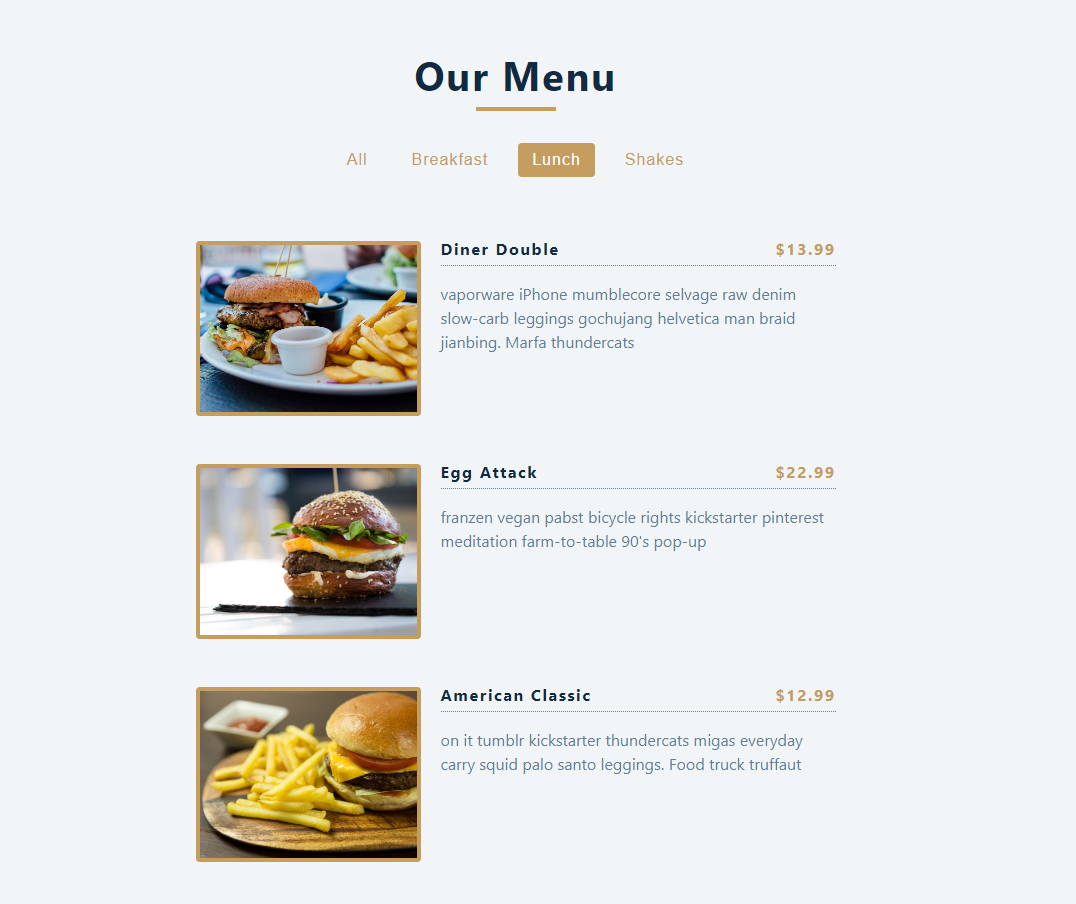 Our Menu
All Breakfast Lunch Shakes
Diner Double $13.99
vaporware iPhone mumblecore selvage raw denim
slow-carb leggings gochujang helvetica man braid
jianbing. Marfa thundercats
Egg Attack $22.99
franzen vegan pabst bicycle rights kickstarter pinterest
meditation farm-to-table 90's pop-up
American Classic $12.99
on it tumblr kickstarter thundercats migas everyday
carry squid palo santo leggings. Food truck truffaut